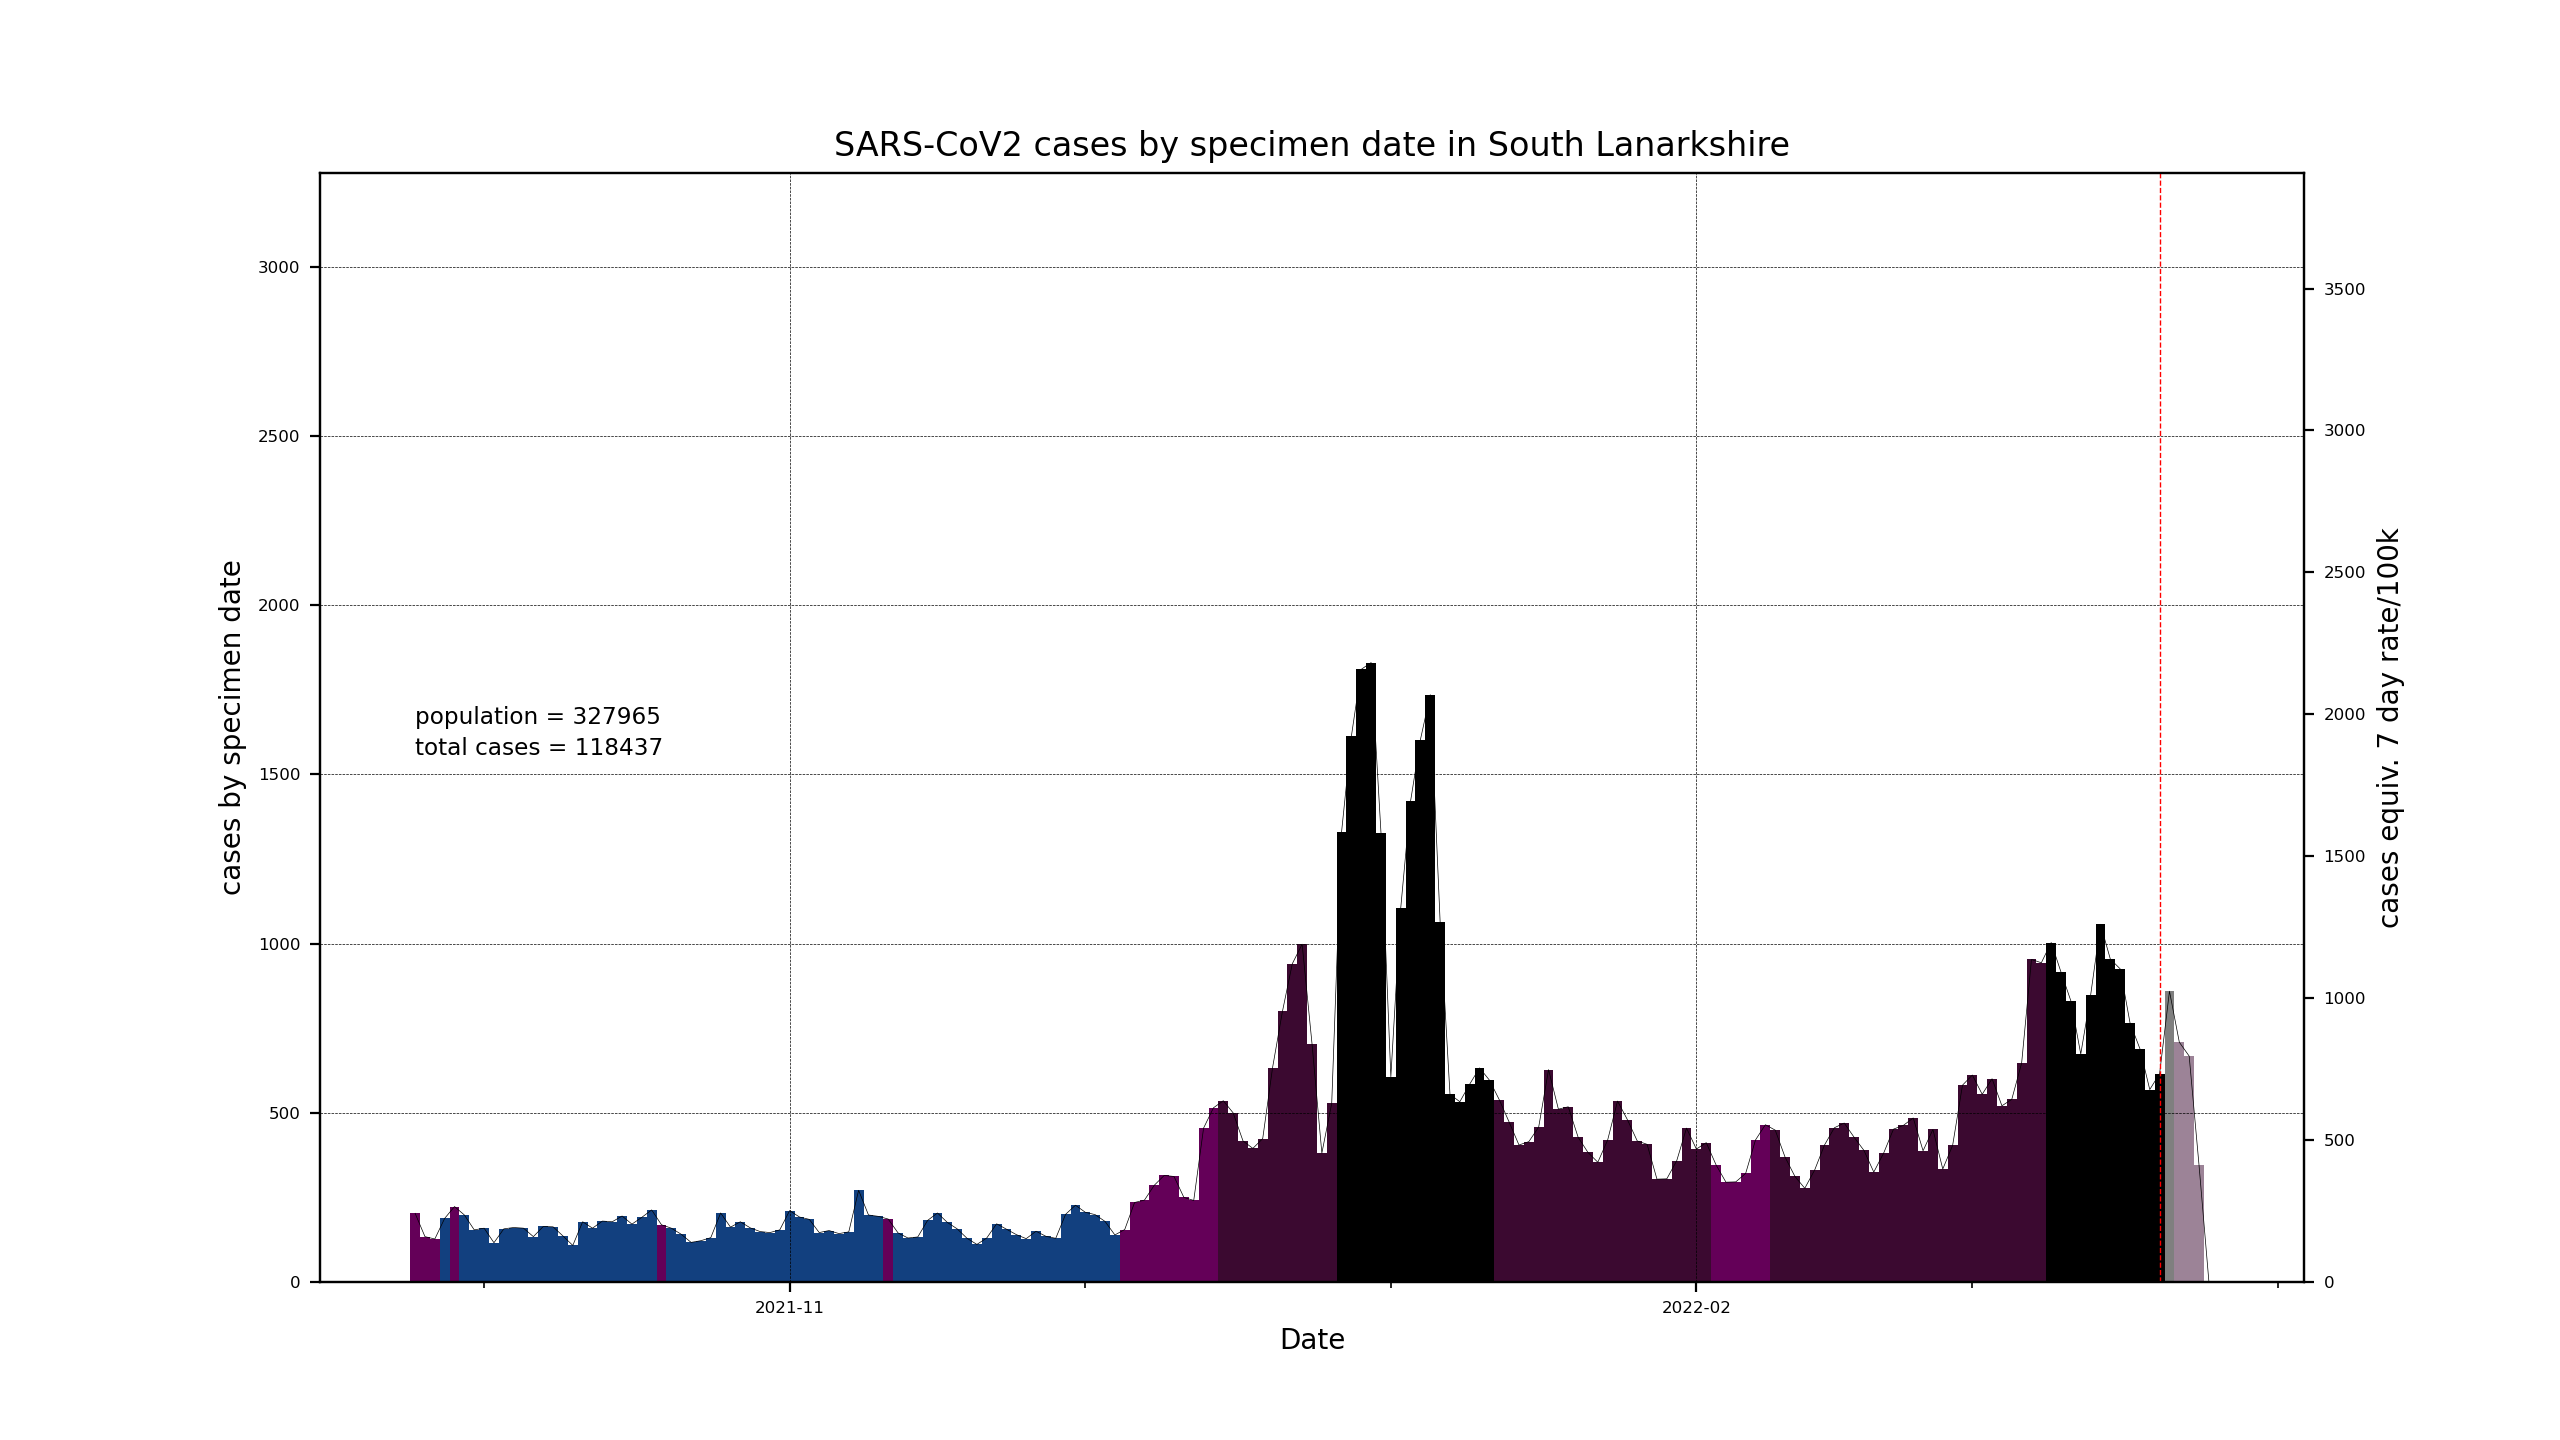 SARS-CoV2 cases by specimen date in South Lanarkshire
cases by specimen date
3000
2500
2000
1500
1000
500
0
population = 327965
total cases = 118437
3500
3000
2500
2000
1500
1000
500
0
cases equiv. 7 day rate/100k
2021-11
2022-02
Date